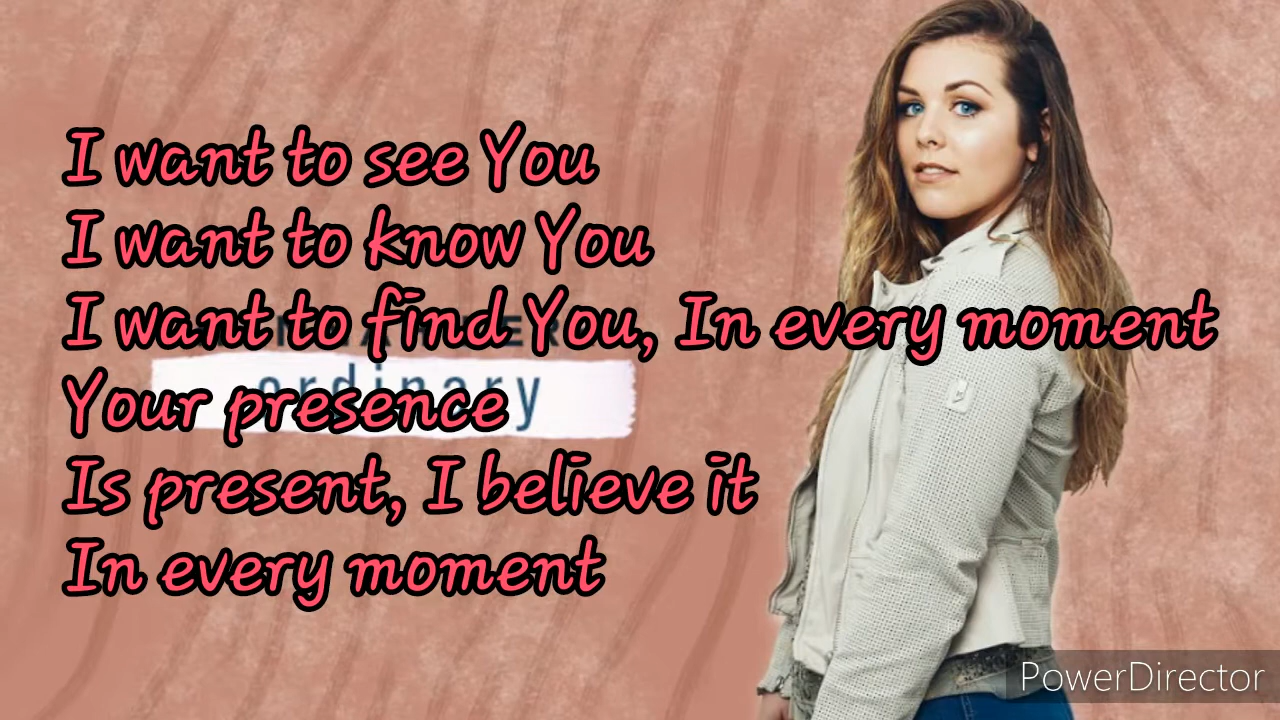 I want to see You
I want to know You
I want to find You, In every moment
ordinary
Your presence
Is present, I believe it
In every moment
PowerDirector